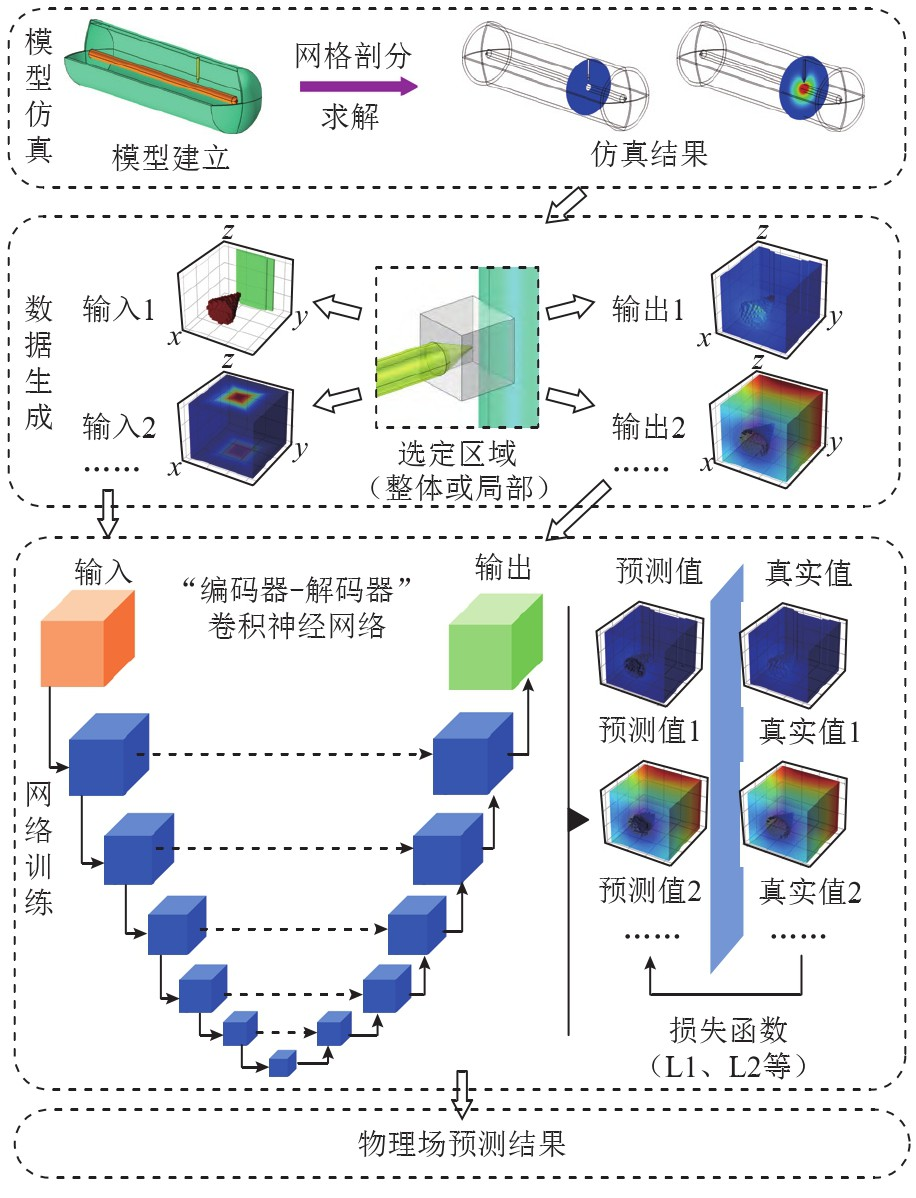 模型仿真
网格剖分
求解
模型建立
仿真结果
数据生成
输入1
z
x
y
输入2
z
x
y
……
选定区域
（整体或局部）
输出1
z
x
y
输出2
z
x
y
……
网络训练
输入
“编码器-解码器”
卷积神经网络
输出
预测值
真实值
预测值1
真实值1
预测值2
真实值2
……
……
损失函数
（L1、L2等）
物理场预测结果